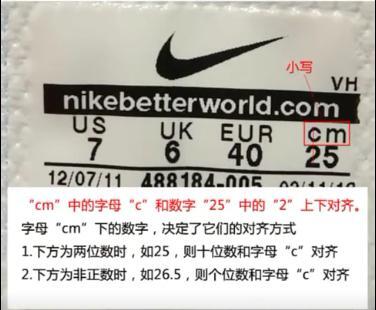 小写
VH
nikebetterworld.com
US UK EUR cm
7 6 40 25
12/07/11 488184-005
“cm”中的字母“c”和数字“25”中的“2”上下对齐。
字母“cm”下的数字，决定了它们的对齐方式
1.下方为两位数时，如25，则十位数和字母“c”对齐
2.下方为非正数时，如26.5，则个位数和字母“c”对齐